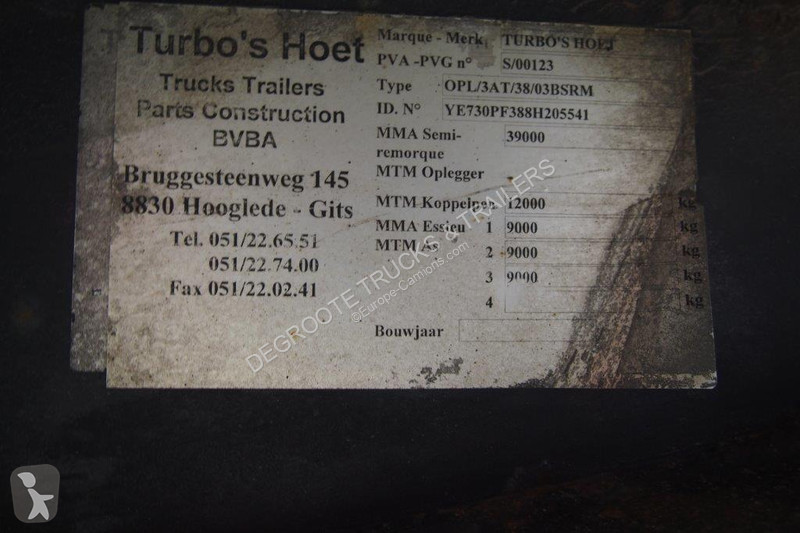 Turbo's Hoet
Trucks Trailers
Parts Construction
BVBA
Bruggesteenweg 145
8830 Hooglede - Gits
Tel. 051/22.65.51
051/22.74.00
Fax 051/22.02.41
Marque - Merk TURBO'S HOET
PVA -PVG n° S/00123
Type OPL/3AT/38/03BSRM
ID. N° YE730PF388H205541
MMA Semi- 39000
remorque
MTM Oplegger
MTM Koppelpen 12000 kg
MMA Essieu 1 9000 kg
MTM As 2 9000 kg
3 9000 kg
4 kg
Bouwjaar
DEGROOTE TRUCKS & TRAILERS
©Europe-Camions.com